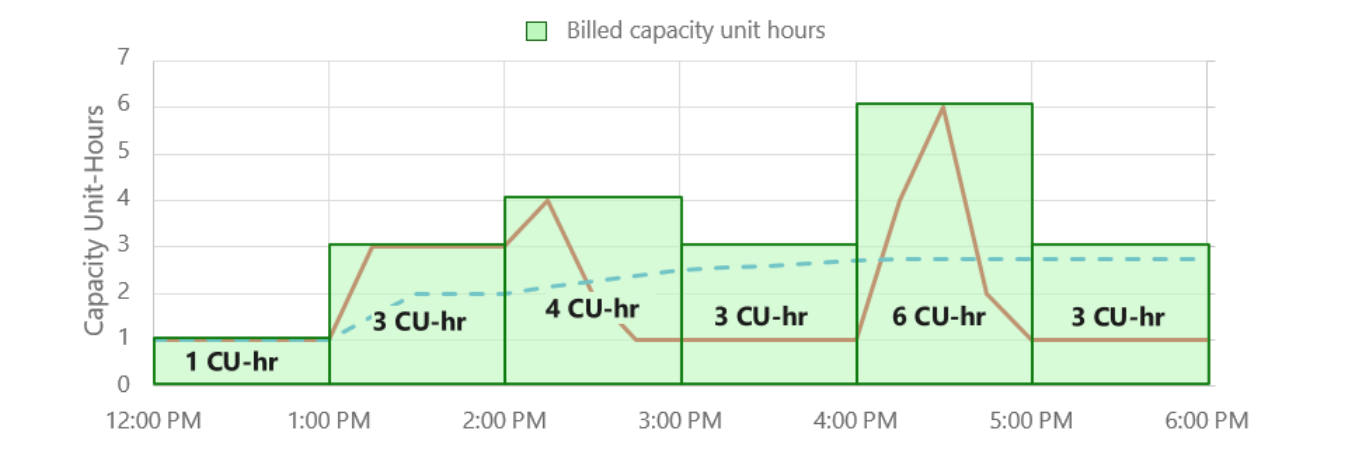 Billed capacity unit hours
Capacity Unit-Hours
7
6
5
4
3
2
1
0
1 CU-hr
3 CU-hr
4 CU-hr
3 CU-hr
6 CU-hr
3 CU-hr
12:00 PM
1:00 PM
2:00 PM
3:00 PM
4:00 PM
5:00 PM
6:00 PM